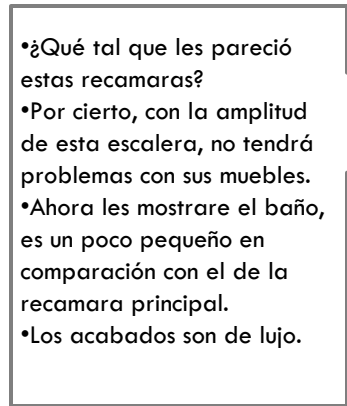 •¿Qué tal que les pareció
estas recamaras?
•Por cierto, con la amplitud
de esta escalera, no tendrá
problemas con sus muebles.
•Ahora les mostrare el baño,
es un poco pequeño en
comparación con el de la
recamara principal.
•Los acabados son de lujo.